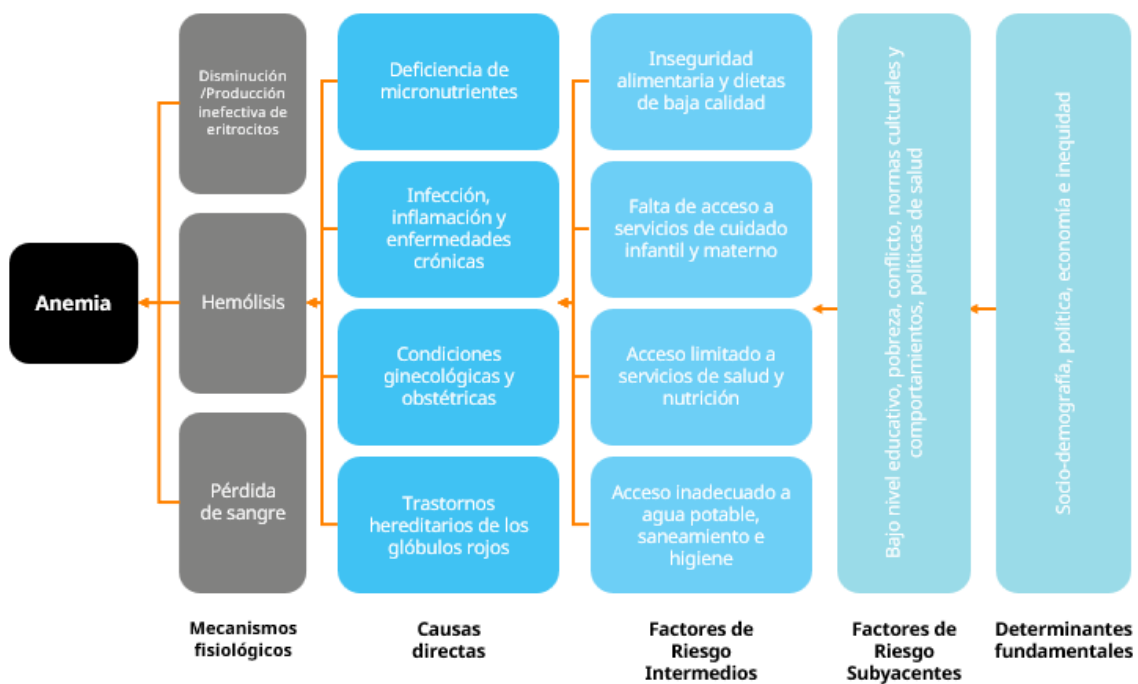 Anemia
Disminución
/Producción
inefectiva de
eritrocitos
Hemólisis
Pérdida
de sangre
Deficiencia de
micronutrientes
Infección,
inflamación y
enfermedades
crónicas
Condiciones
ginecológicas y
obstétricas
Trastornos
hereditarios de los
glóbulos rojos
Inseguridad
alimentaria y dietas
de baja calidad
Falta de acceso a
servicios de cuidado
infantil y materno
Acceso limitado a
servicios de salud y
nutrición
Acceso inadecuado a
agua potable,
saneamiento e
higiene
Bajo nivel educativo, pobreza, conflicto, normas culturales y
comportamientos, políticas de salud
Socio-demografía, política, economía e inequidad
Mecanismos
fisiológicos
Causas
directas
Factores de
Riesgo
Intermedios
Factores de
Riesgo
Subyacentes
Determinantes
fundamentales